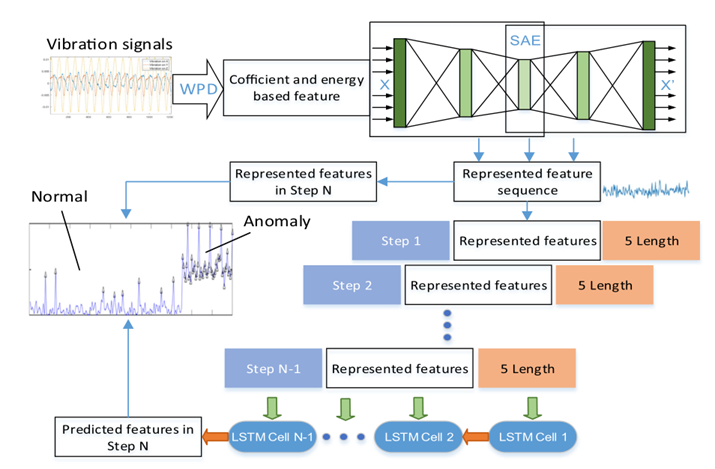 Vibration signals
SAE
WPD
Cofficient and energy
based feature
X
X'
Represented features
in Step N
Represented feature
sequence
Normal
Anomaly
Step 1
Represented features
5 Length
Step 2
Represented features
5 Length
Step N-1
Represented features
5 Length
Predicted features in
Step N
LSTM Cell N-1
LSTM Cell 2
LSTM Cell 1